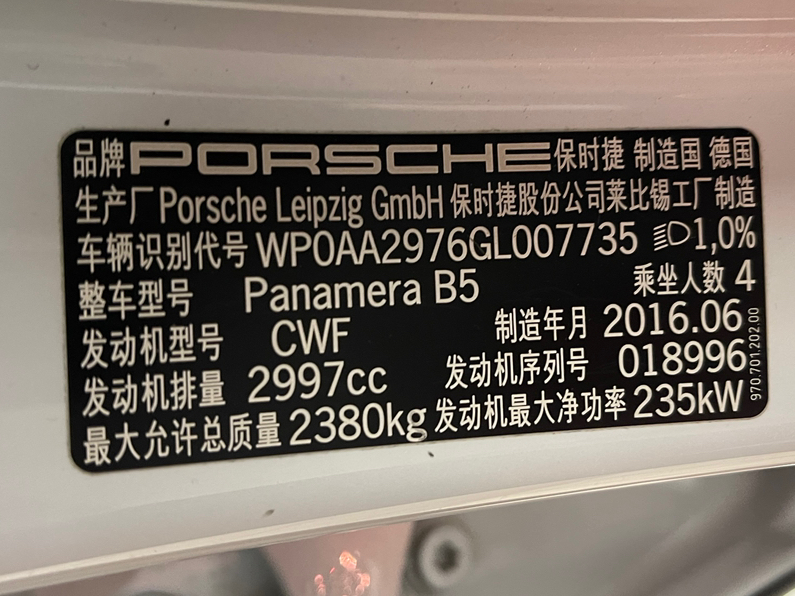 品牌 PORSCHE 保时捷 制造国 德国
生产厂 Porsche Leipzig GmbH 保时捷股份公司莱比锡工厂制造
车辆识别代号 WP0AA2976GL007735 1,0%
整车型号 Panamera B5 乘坐人数 4
发动机型号 CWF 制造年月 2016.06
发动机排量 2997cc 发动机序列号 018996
最大允许总质量 2380kg 发动机最大净功率 235kW
970.701.202.00